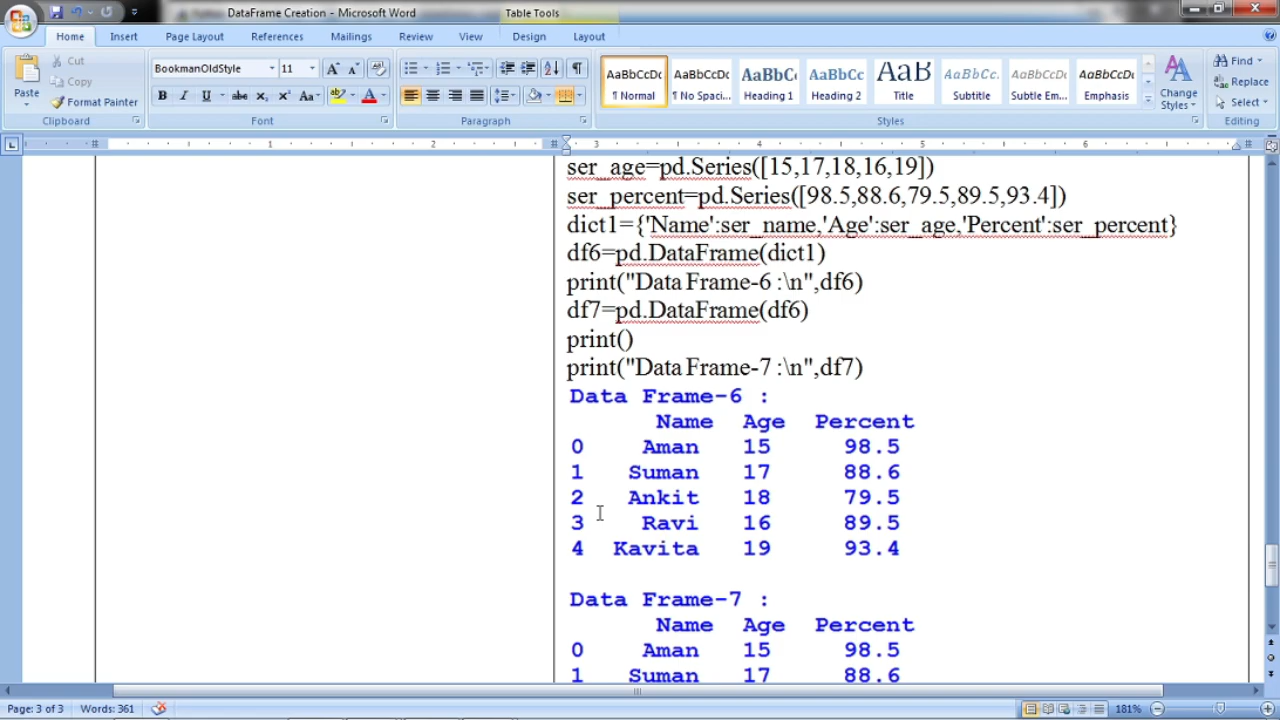 DataFrame Creation - Microsoft Word
Table Tools
Home Insert Page Layout References Mailings Review View Design Layout
Paste
Cut
Copy
Format Painter
Clipboard
BookmanOldStyle 11
Font
Paragraph
AaBbCcDc AaBbCcDc AaBbC AaBbCc AaB AaBbCc. AaBbCcDc AaBbCcDc
¶ Normal ¶ No Spaci... Heading 1 Heading 2 Title Subtitle Subtle Em... Emphasis
Styles
Change Styles
Find
Replace
Select
Editing
1 2 3 4 5 6
ser_age=pd.Series([15,17,18,16,19])
ser_percent=pd.Series([98.5,88.6,79.5,89.5,93.4])
dict1={'Name':ser_name,'Age':ser_age,'Percent':ser_percent}
df6=pd.DataFrame(dict1)
print("Data Frame-6 :\n",df6)
df7=pd.DataFrame(df6)
print()
print("Data Frame-7 :\n",df7)
Data Frame-6 :
Name Age Percent
0 Aman 15 98.5
1 Suman 17 88.6
2 Ankit 18 79.5
3 Ravi 16 89.5
4 Kavita 19 93.4
Data Frame-7 :
Name Age Percent
0 Aman 15 98.5
1 Suman 17 88.6
Page: 3 of 3 Words: 361 181%